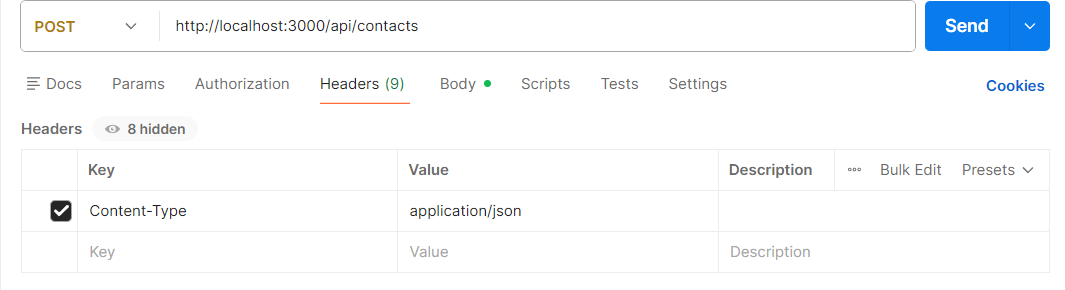 POST http://localhost:3000/api/contacts Send
Docs Params Authorization Headers (9) Body Scripts Tests Settings Cookies
Headers 8 hidden
Key Value Description Bulk Edit Presets
Content-Type application/json
Key Value Description